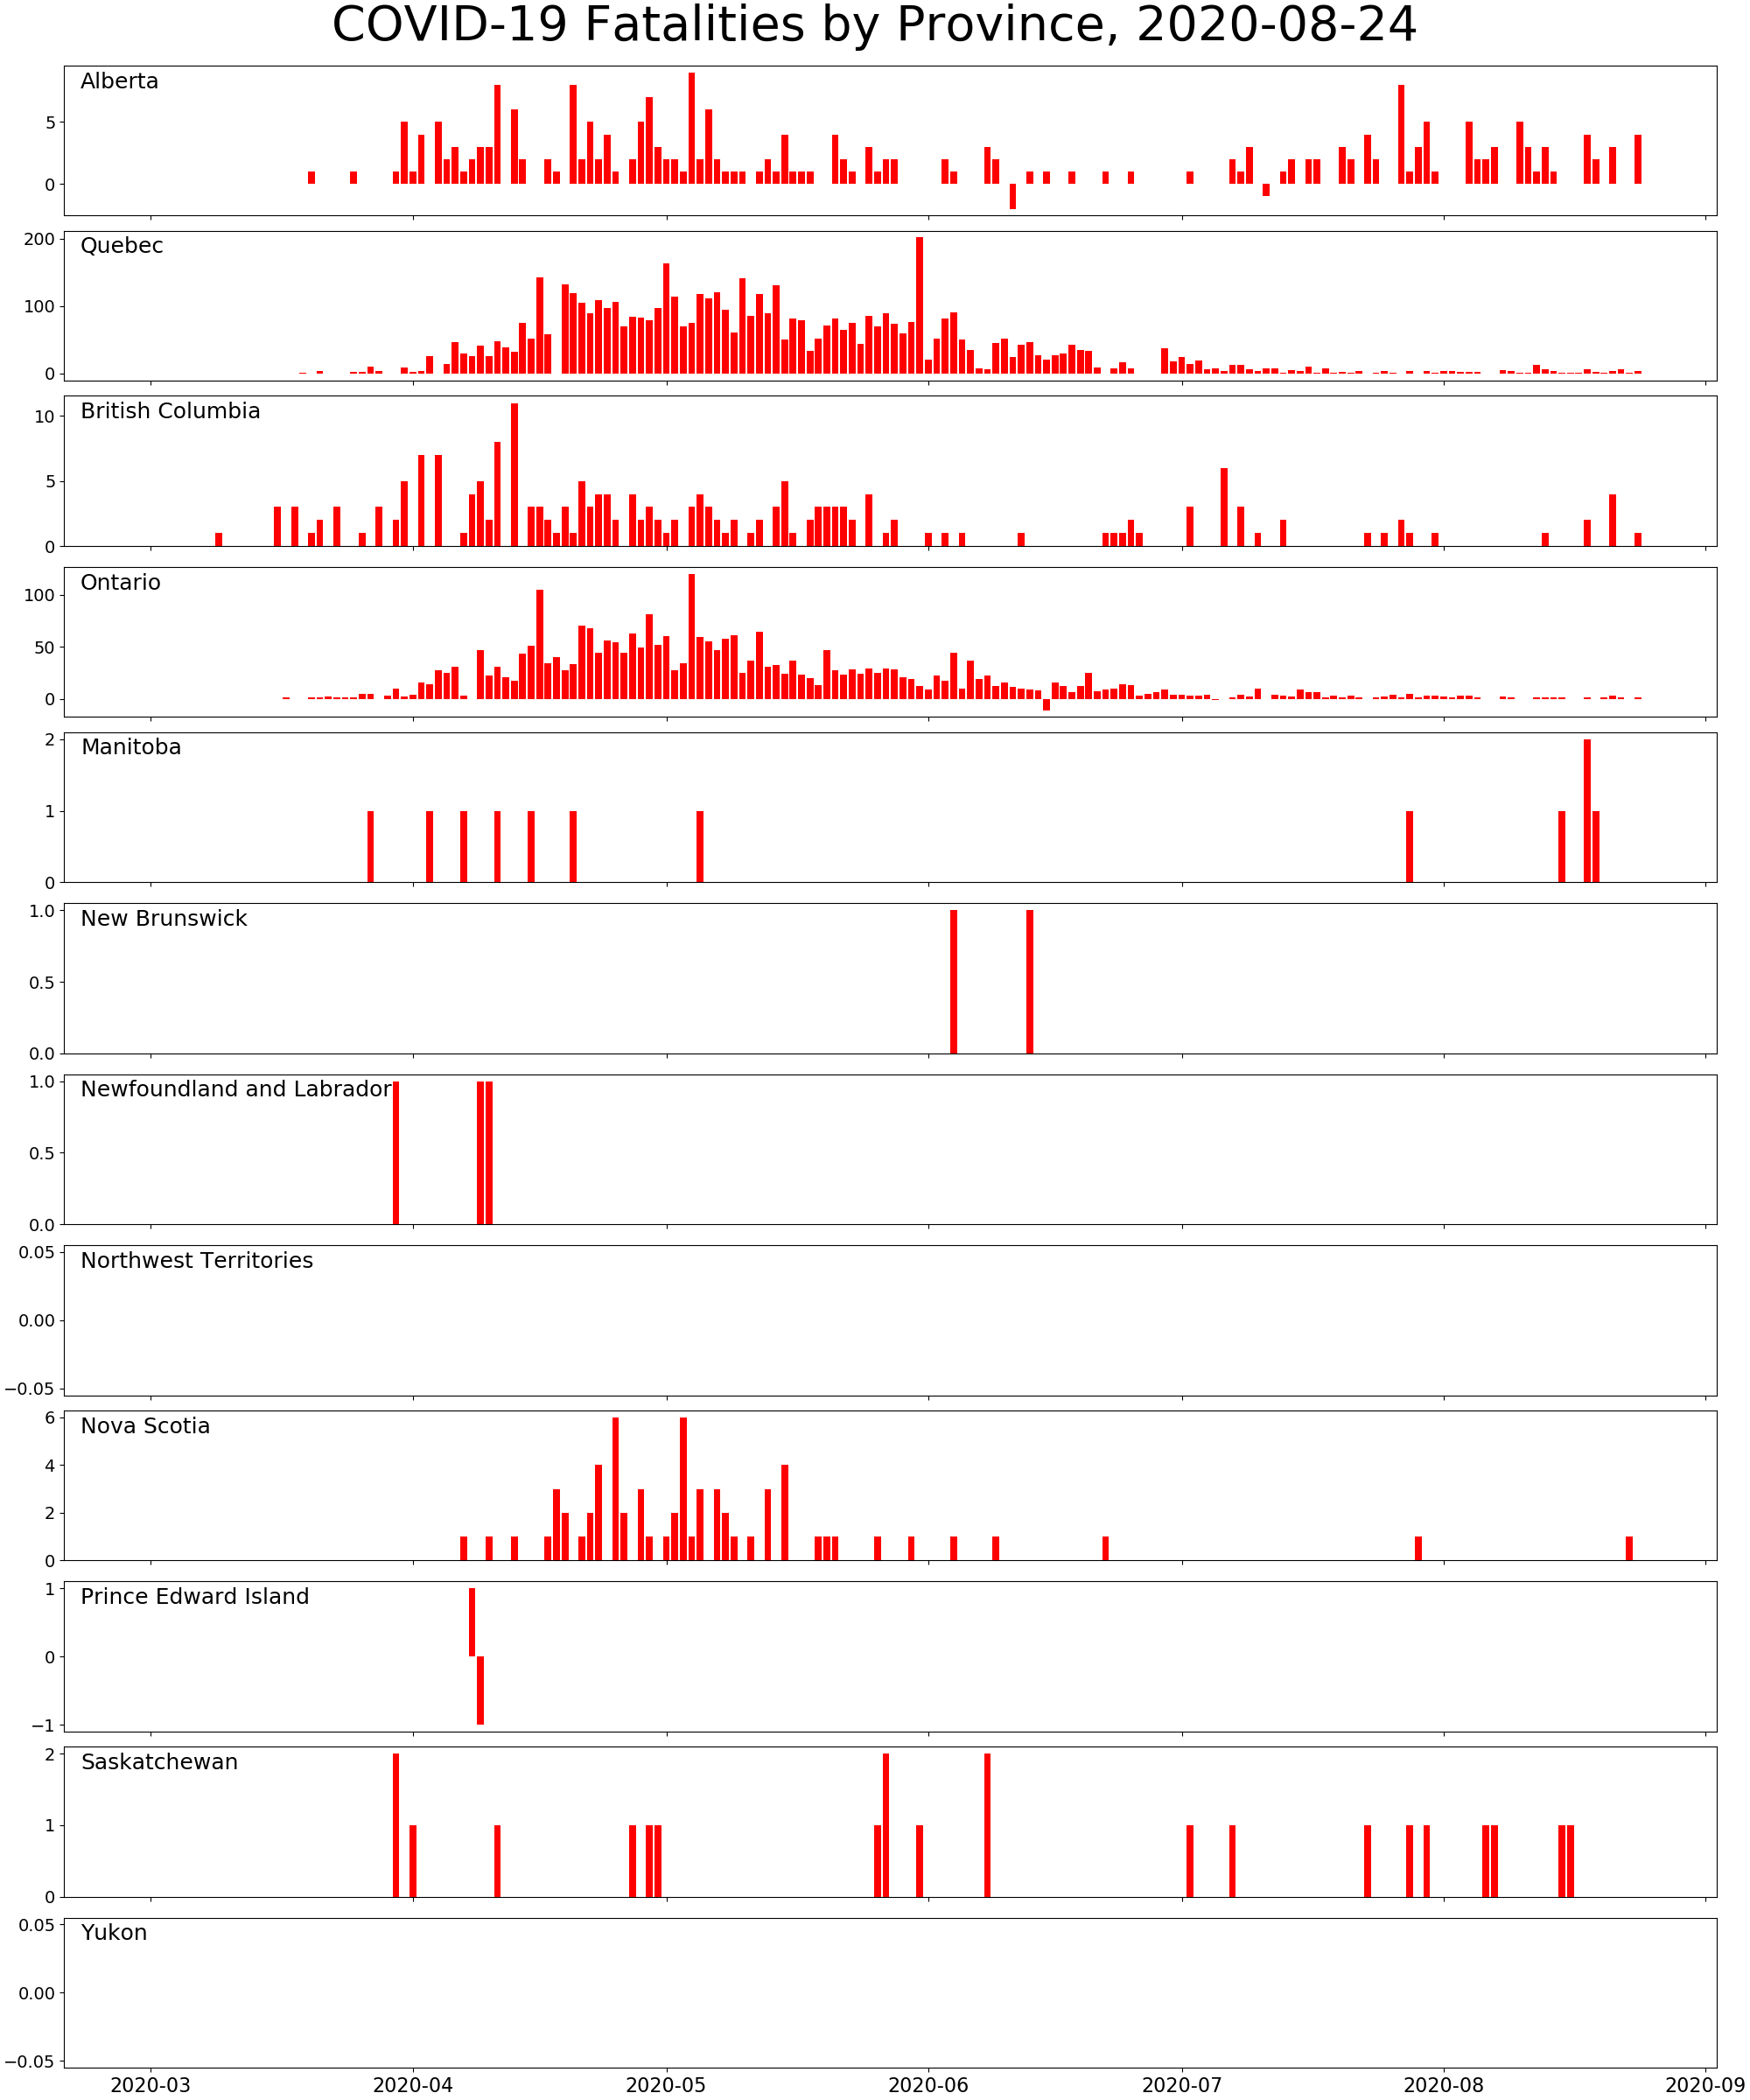 COVID-19 Fatalities by Province, 2020-08-24
Alberta
5
0
Quebec
200
100
0
British Columbia
10
5
0
Ontario
100
50
0
Manitoba
2
1
0
New Brunswick
1.0
0.5
0.0
Newfoundland and Labrador
1.0
0.5
0.0
Northwest Territories
0.05
0.00
−0.05
Nova Scotia
6
4
2
0
Prince Edward Island
1
0
−1
Saskatchewan
2
1
0
Yukon
0.05
0.00
−0.05
2020-03 2020-04 2020-05 2020-06 2020-07 2020-08 2020-09